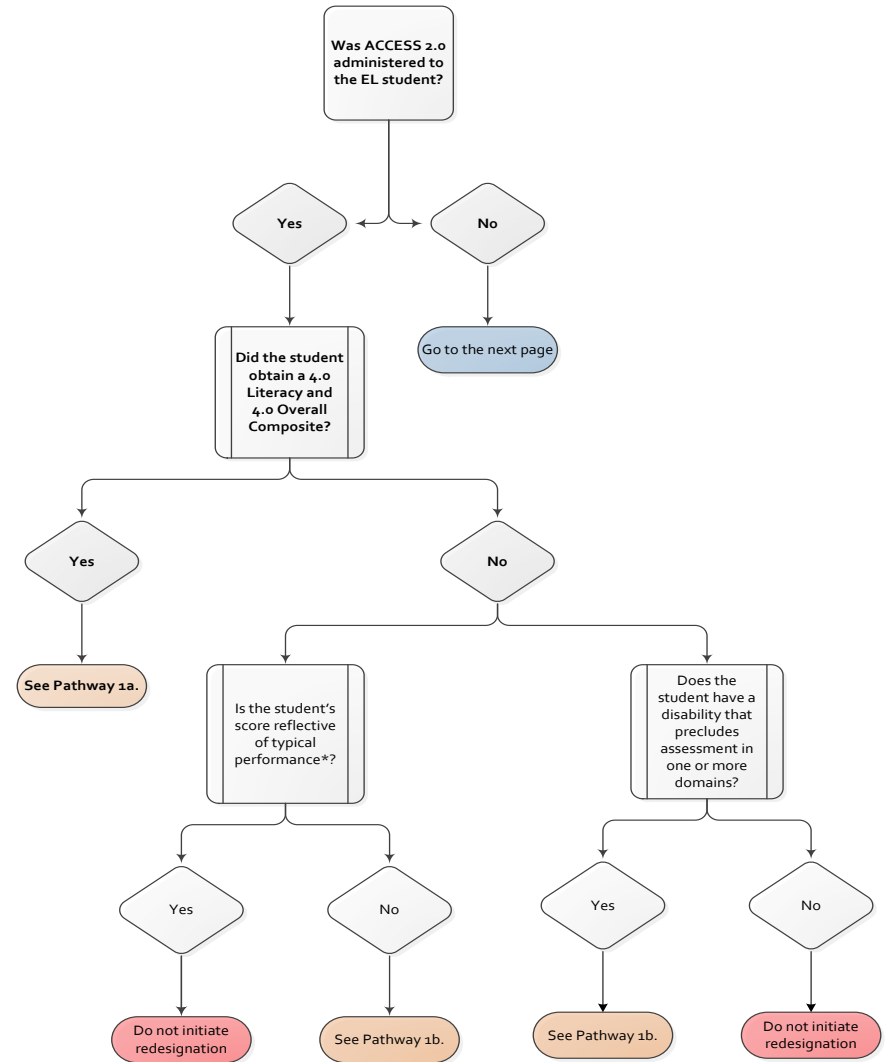 Was ACCESS 2.0
administered to
the EL student?
Yes
No
Go to the next page
Did the student
obtain a 4.0
Literacy and
4.0 Overall
Composite?
Yes
No
See Pathway 1a.
Is the student's
score reflective
of typical
performance*?
Does the
student have a
disability that
precludes
assessment in
one or more
domains?
Yes
No
Yes
No
Do not initiate
redesignation
See Pathway 1b.
See Pathway 1b.
Do not initiate
redesignation